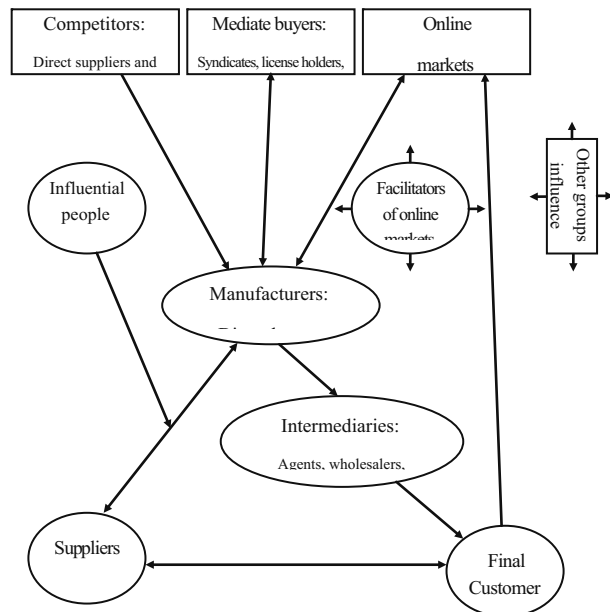 Competitors:
Direct suppliers and
Mediate buyers:
Syndicates, license holders,
Online
markets
Influential
people
Facilitators
of online
markets
Other groups
influence
Manufacturers:
Intermediaries:
Agents, wholesalers,
Suppliers
Final
Customer